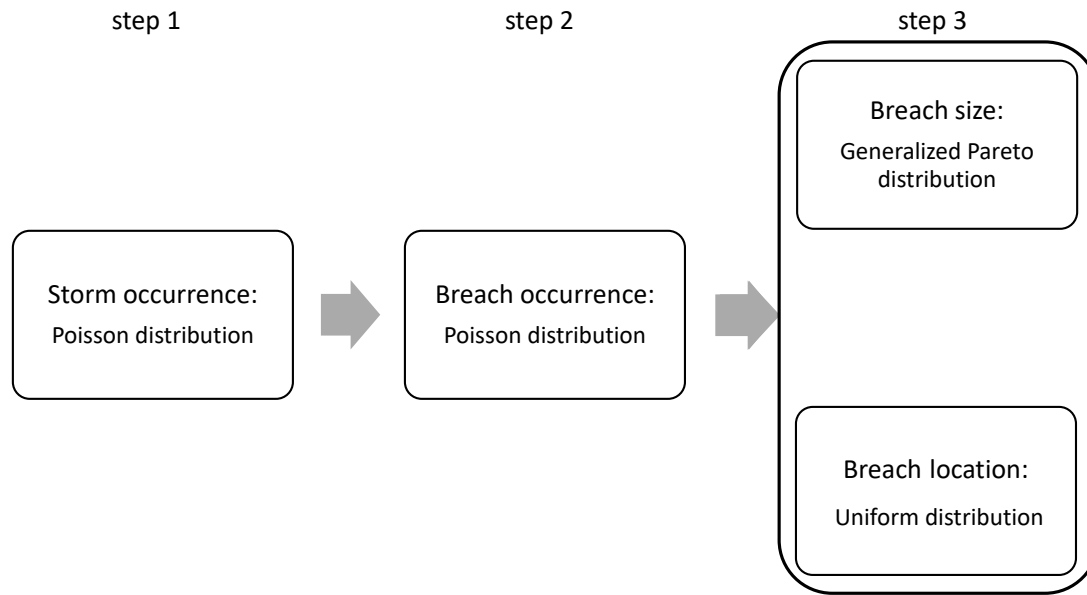 step 1
step 2
step 3
Storm occurrence:
Poisson distribution
Breach occurrence:
Poisson distribution
Breach size:
Generalized Pareto
distribution
Breach location:
Uniform distribution